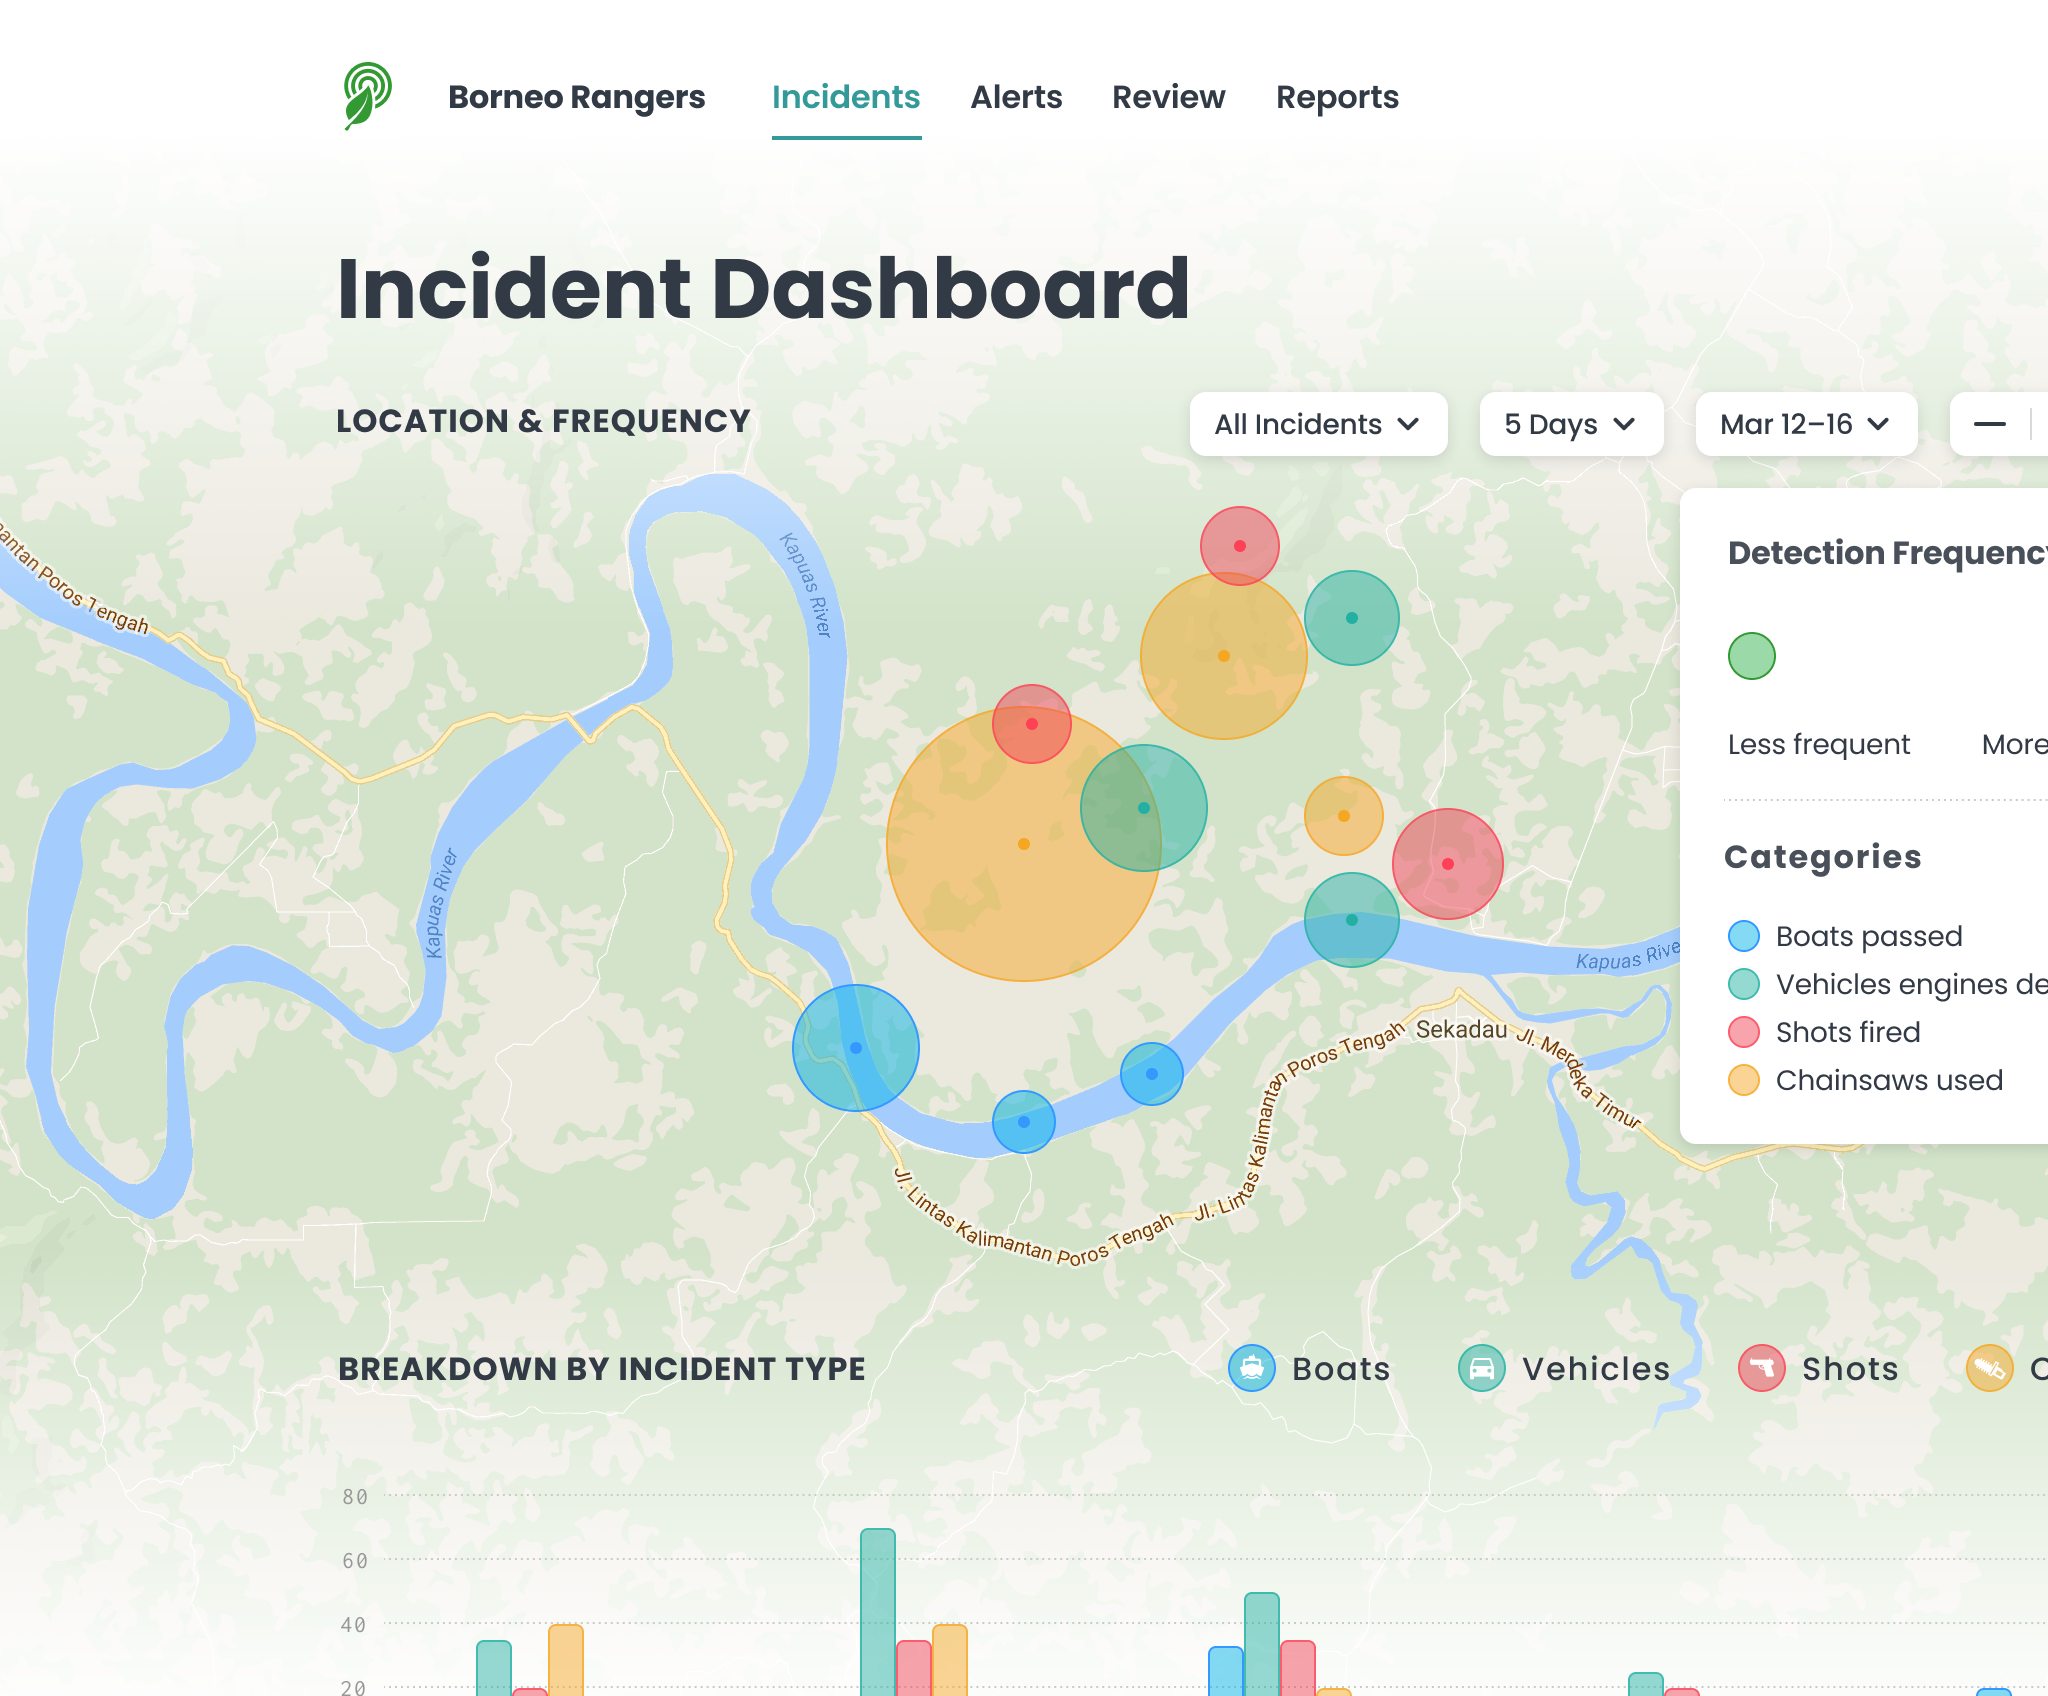 Borneo Rangers
Incidents
Alerts
Review
Reports
Incident Dashboard
LOCATION & FREQUENCY
All Incidents
5 Days
Mar 12–16
Detection Frequency
Less frequent
More
Categories
Boats passed
Vehicles engines de
Shots fired
Chainsaws used
antan Poros Tengah
Kapuas River
Kapuas River
Kapuas Rive
Sekadau
Jl. Merdeka Timur
Jl. Lintas Kalimantan Poros Tengah
Jl. Lintas Kalimantan Poros Tengah
BREAKDOWN BY INCIDENT TYPE
Boats
Vehicles
Shots
C
80
60
40
20